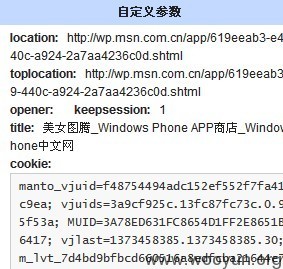 自定义参数
location: http://wp.msn.com.cn/app/619eeab3-e4
40c-a924-2a7aa4236c0d.shtml
toplocation: http://wp.msn.com.cn/app/619eeab3
9-440c-a924-2a7aa4236c0d.shtml
opener: keepsession: 1
title: 美女图腾_Windows Phone APP商店_Window
hone中文网
cookie:
manto_vjuid=f48754494adc152ef552f7fa41
c9ea; vjuids=3a9cf925c.13fc87fc73c.0.9
5f53a; MUID=3A78ED631FC8654D1FF2E8651B
6417; vjlast=1373458385.1373458385.30;
m_lvt_7d4bd9bfbcd660516a8edfcba21644c7
www.wooyun.org